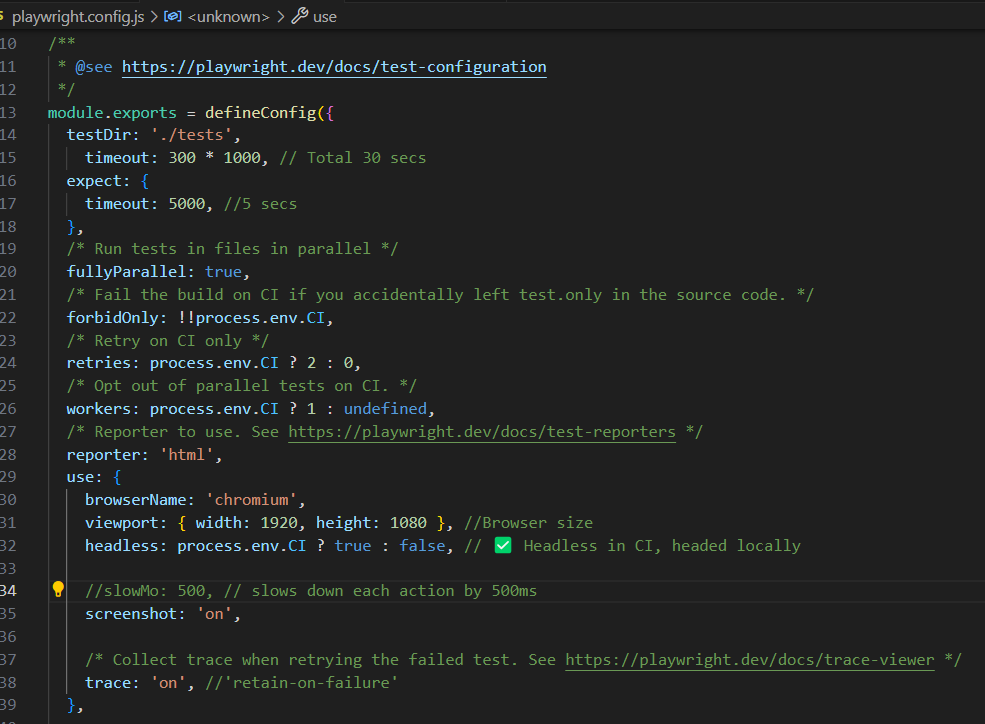 playwright.config.js > <unknown> > use
10 /**
11 * @see https://playwright.dev/docs/test-configuration
12 */
13 module.exports = defineConfig({
14 testDir: './tests',
15 timeout: 300 * 1000, // Total 30 secs
16 expect: {
17 timeout: 5000, //5 secs
18 },
19 /* Run tests in files in parallel */
20 fullyParallel: true,
21 /* Fail the build on CI if you accidentally left test.only in the source code. */
22 forbidOnly: !!process.env.CI,
23 /* Retry on CI only */
24 retries: process.env.CI ? 2 : 0,
25 /* Opt out of parallel tests on CI. */
26 workers: process.env.CI ? 1 : undefined,
27 /* Reporter to use. See https://playwright.dev/docs/test-reporters */
28 reporter: 'html',
29 use: {
30 browserName: 'chromium',
31 viewport: { width: 1920, height: 1080 }, //Browser size
32 headless: process.env.CI ? true : false, // ✅ Headless in CI, headed locally
33
34 //slowMo: 500, // slows down each action by 500ms
35 screenshot: 'on',
36
37 /* Collect trace when retrying the failed test. See https://playwright.dev/docs/trace-viewer */
38 trace: 'on', //'retain-on-failure'
39 },